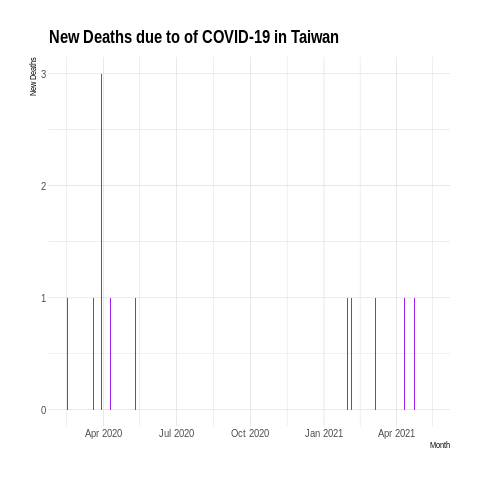 New Deaths due to of COVID-19 in Taiwan
New Deaths
3
2
1
0
Apr 2020 Jul 2020 Oct 2020 Jan 2021 Apr 2021
Month